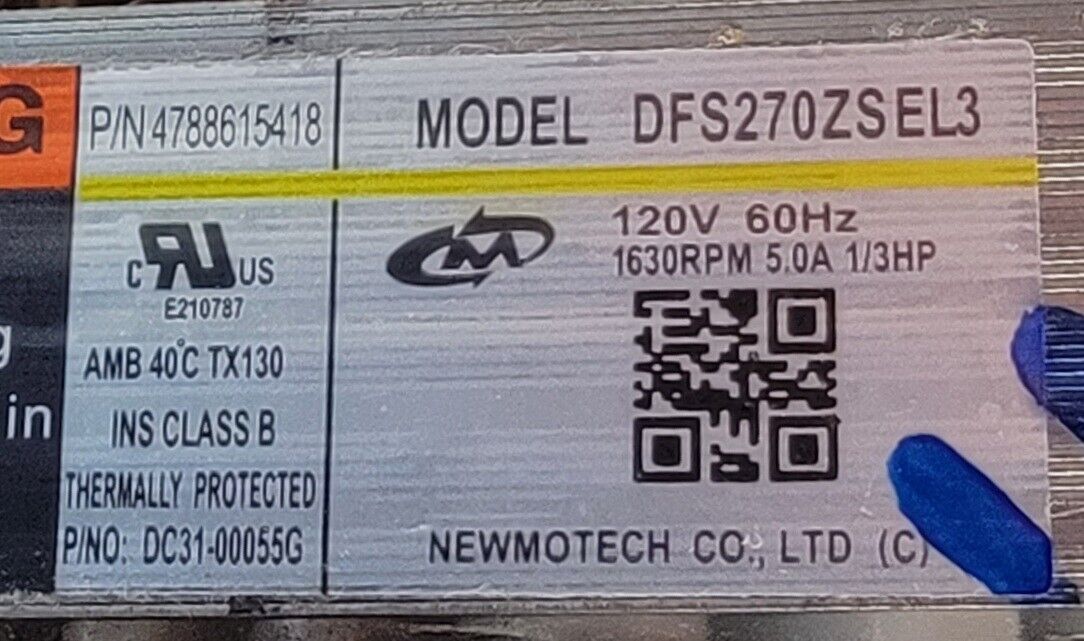 G
P/N 4788615418
MODEL DFS270ZSEL3
120V 60Hz
1630RPM 5.0A 1/3HP
C RU US
E210787
AMB 40°C TX130
INS CLASS B
THERMALLY PROTECTED
P/NO: DC31-00055G
g
in
M
NEWMOTECH CO., LTD (C)